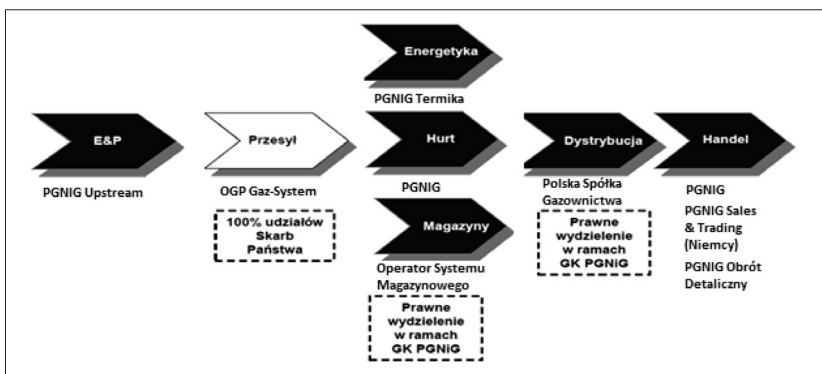 Energetyka
PGNIG Termika
E&P
PGNIG Upstream
Przesył
OGP Gaz-System
100% udziałów
Skarb
Państwa
Hurt
PGNIG
Magazyny
Operator Systemu
Magazynowego
Prawne
wydzielenie
w ramach
GK PGNiG
Dystrybucja
Polska Spółka
Gazownictwa
Prawne
wydzielenie
w ramach
GK PGNiG
Handel
PGNIG
PGNIG Sales
& Trading
(Niemcy)
PGNIG Obrót
Detaliczny